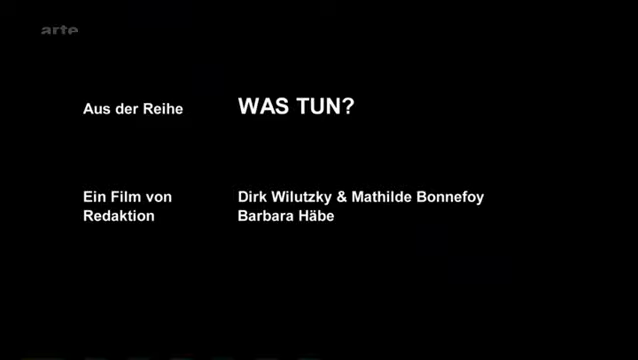 arte
Aus der Reihe WAS TUN?
Ein Film von Dirk Wilutzky & Mathilde Bonnefoy
Redaktion Barbara Häbe